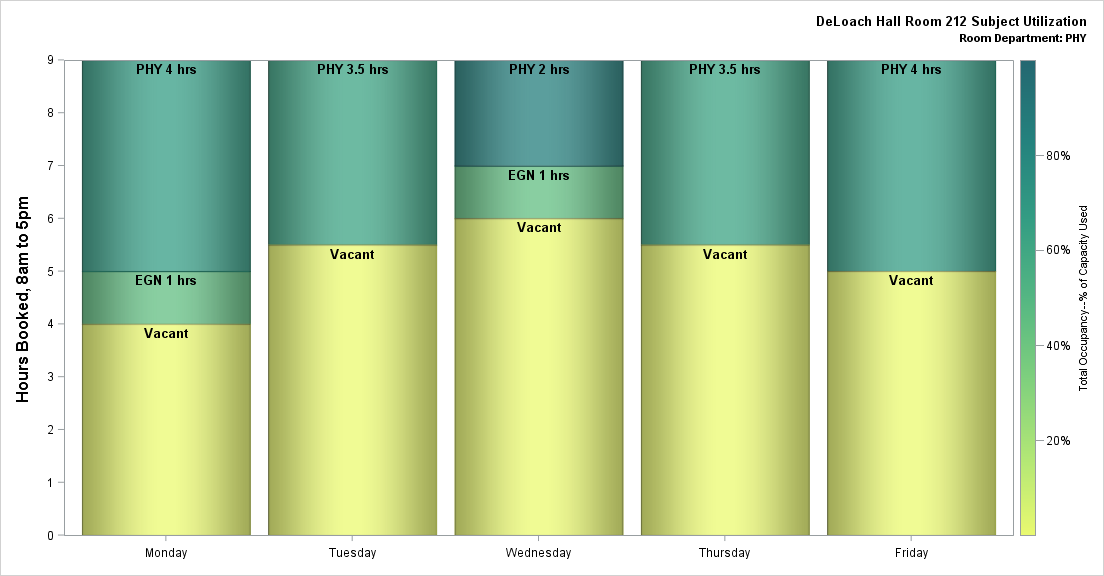 DeLoach Hall Room 212 Subject Utilization
Room Department: PHY
Hours Booked, 8am to 5pm
9
8
7
6
5
4
3
2
1
0
PHY 4 hrs
EGN 1 hrs
Vacant
PHY 3.5 hrs
Vacant
PHY 2 hrs
EGN 1 hrs
Vacant
PHY 3.5 hrs
Vacant
PHY 4 hrs
Vacant
Monday
Tuesday
Wednesday
Thursday
Friday
80%
60%
40%
20%
Total Occupancy--% of Capacity Used